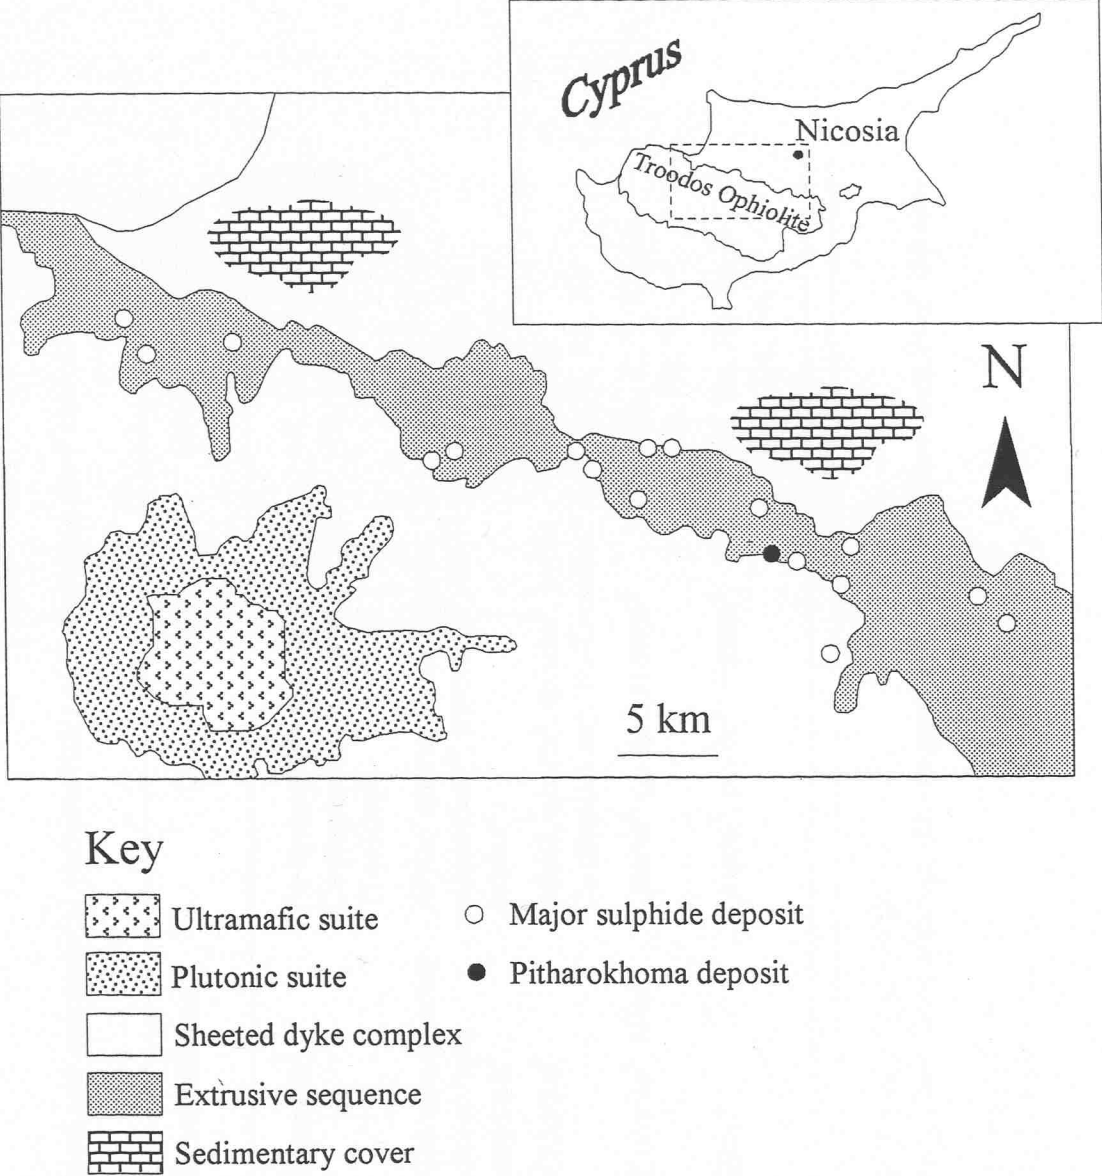 Cyprus
Nicosia
Troodos Ophiolite
N
5 km
Key
Ultramafic suite
Plutonic suite
Sheeted dyke complex
Extrusive sequence
Sedimentary cover
Major sulphide deposit
Pitharokhoma deposit